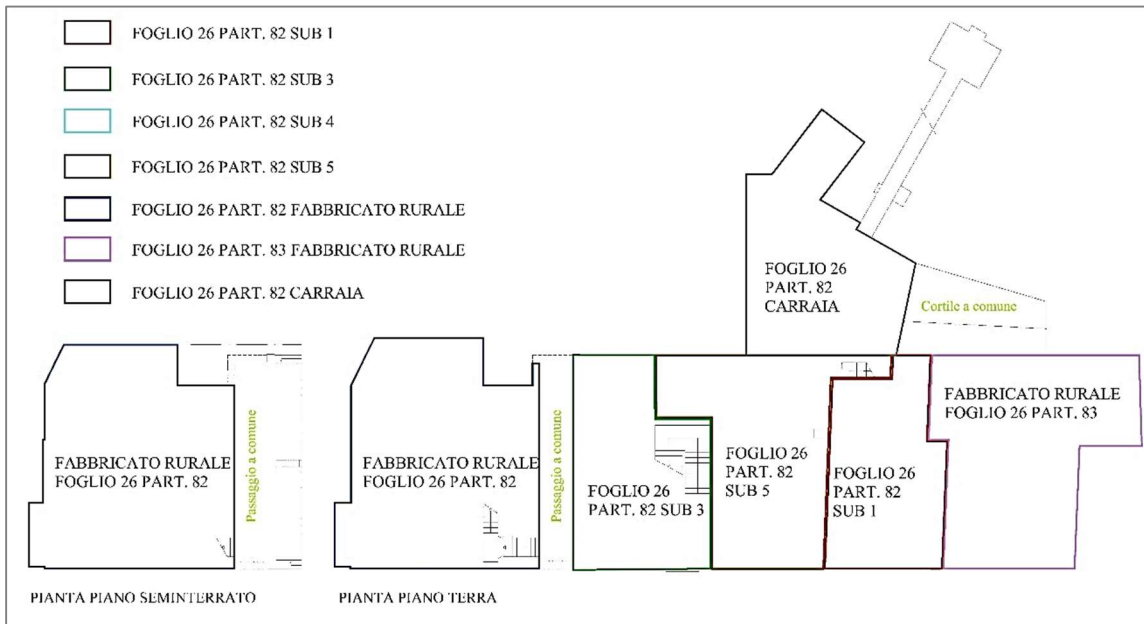 FOGLIO 26 PART. 82 SUB 1
FOGLIO 26 PART. 82 SUB 3
FOGLIO 26 PART. 82 SUB 4
FOGLIO 26 PART. 82 SUB 5
FOGLIO 26 PART. 82 FABBRICATO RURALE
FOGLIO 26 PART. 83 FABBRICATO RURALE
FOGLIO 26 PART. 82 CARRAIA
FOGLIO 26
PART. 82
CARRAIA
Cortile a comune
FABBRICATO RURALE
FOGLIO 26 PART. 82
Passaggio a comune
FABBRICATO RURALE
FOGLIO 26 PART. 82
Passaggio a comune
FOGLIO 26
PART. 82 SUB 3
FOGLIO 26
PART. 82
SUB 5
FOGLIO 26
PART. 82
SUB 1
FABBRICATO RURALE
FOGLIO 26 PART. 83
PIANTA PIANO SEMINTERRATO
PIANTA PIANO TERRA